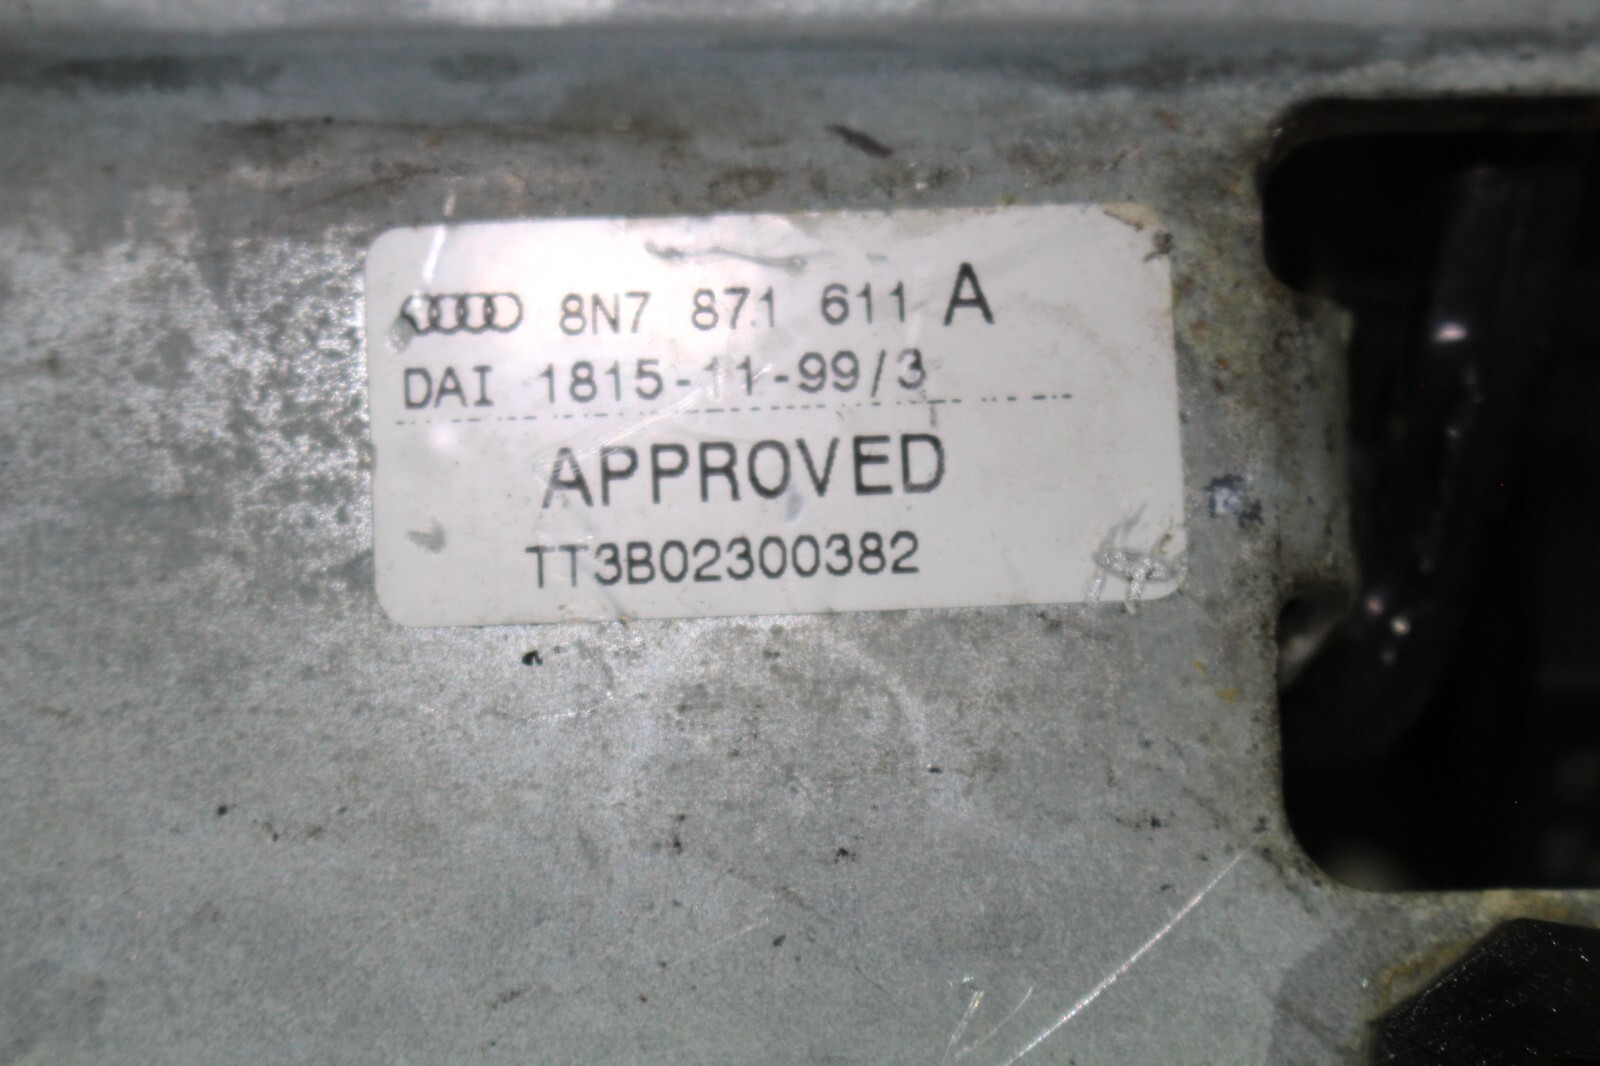 8N7 871 611 A
DAI 1815-11-99/3
APPROVED
TT3B02300382